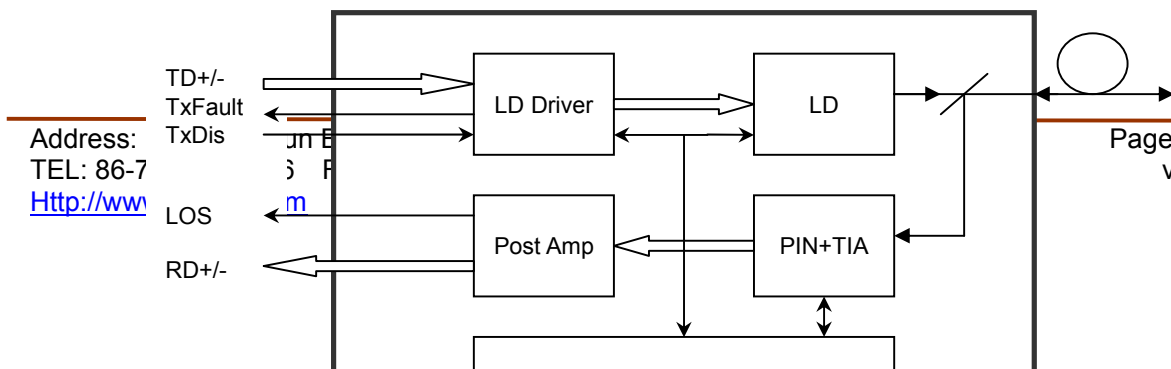 TD+/-
TxFault
TxDis
LD Driver
LD
Address:
TEL: 86-7
Http://www
Page
LOS
RD+/-
Post Amp
PIN+TIA